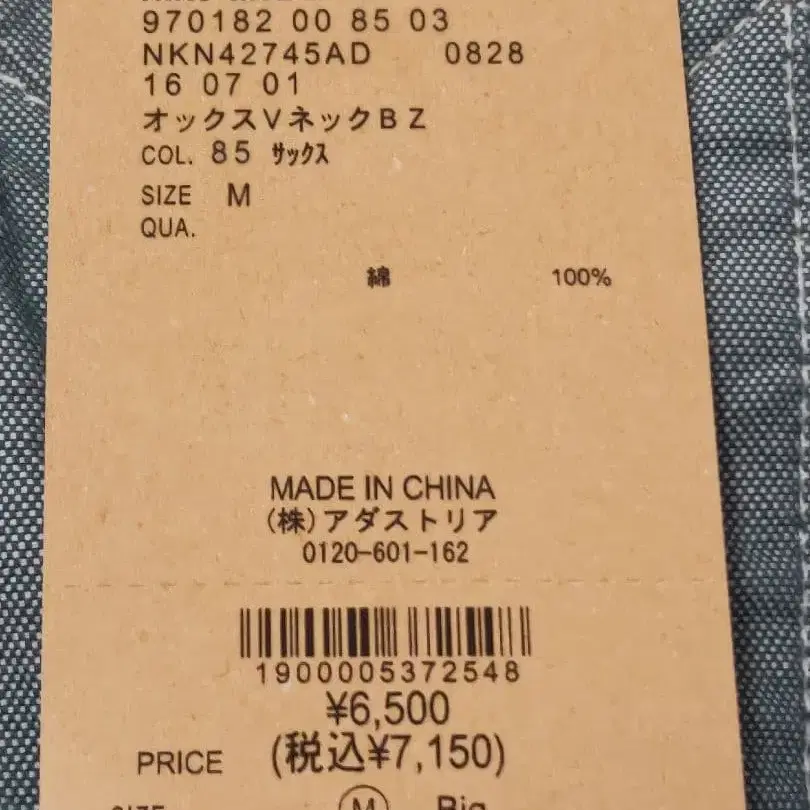 970182 00 85 03
NKN42745AD 0828
16 07 01
オックスVネックBZ
COL. 85 ｻｯｸｽ
SIZE M
QUA.
綿 100%
MADE IN CHINA
(株)アダストリア
0120-601-162
1900005372548
¥6,500
PRICE (税込¥7,150)
SIZE M Big